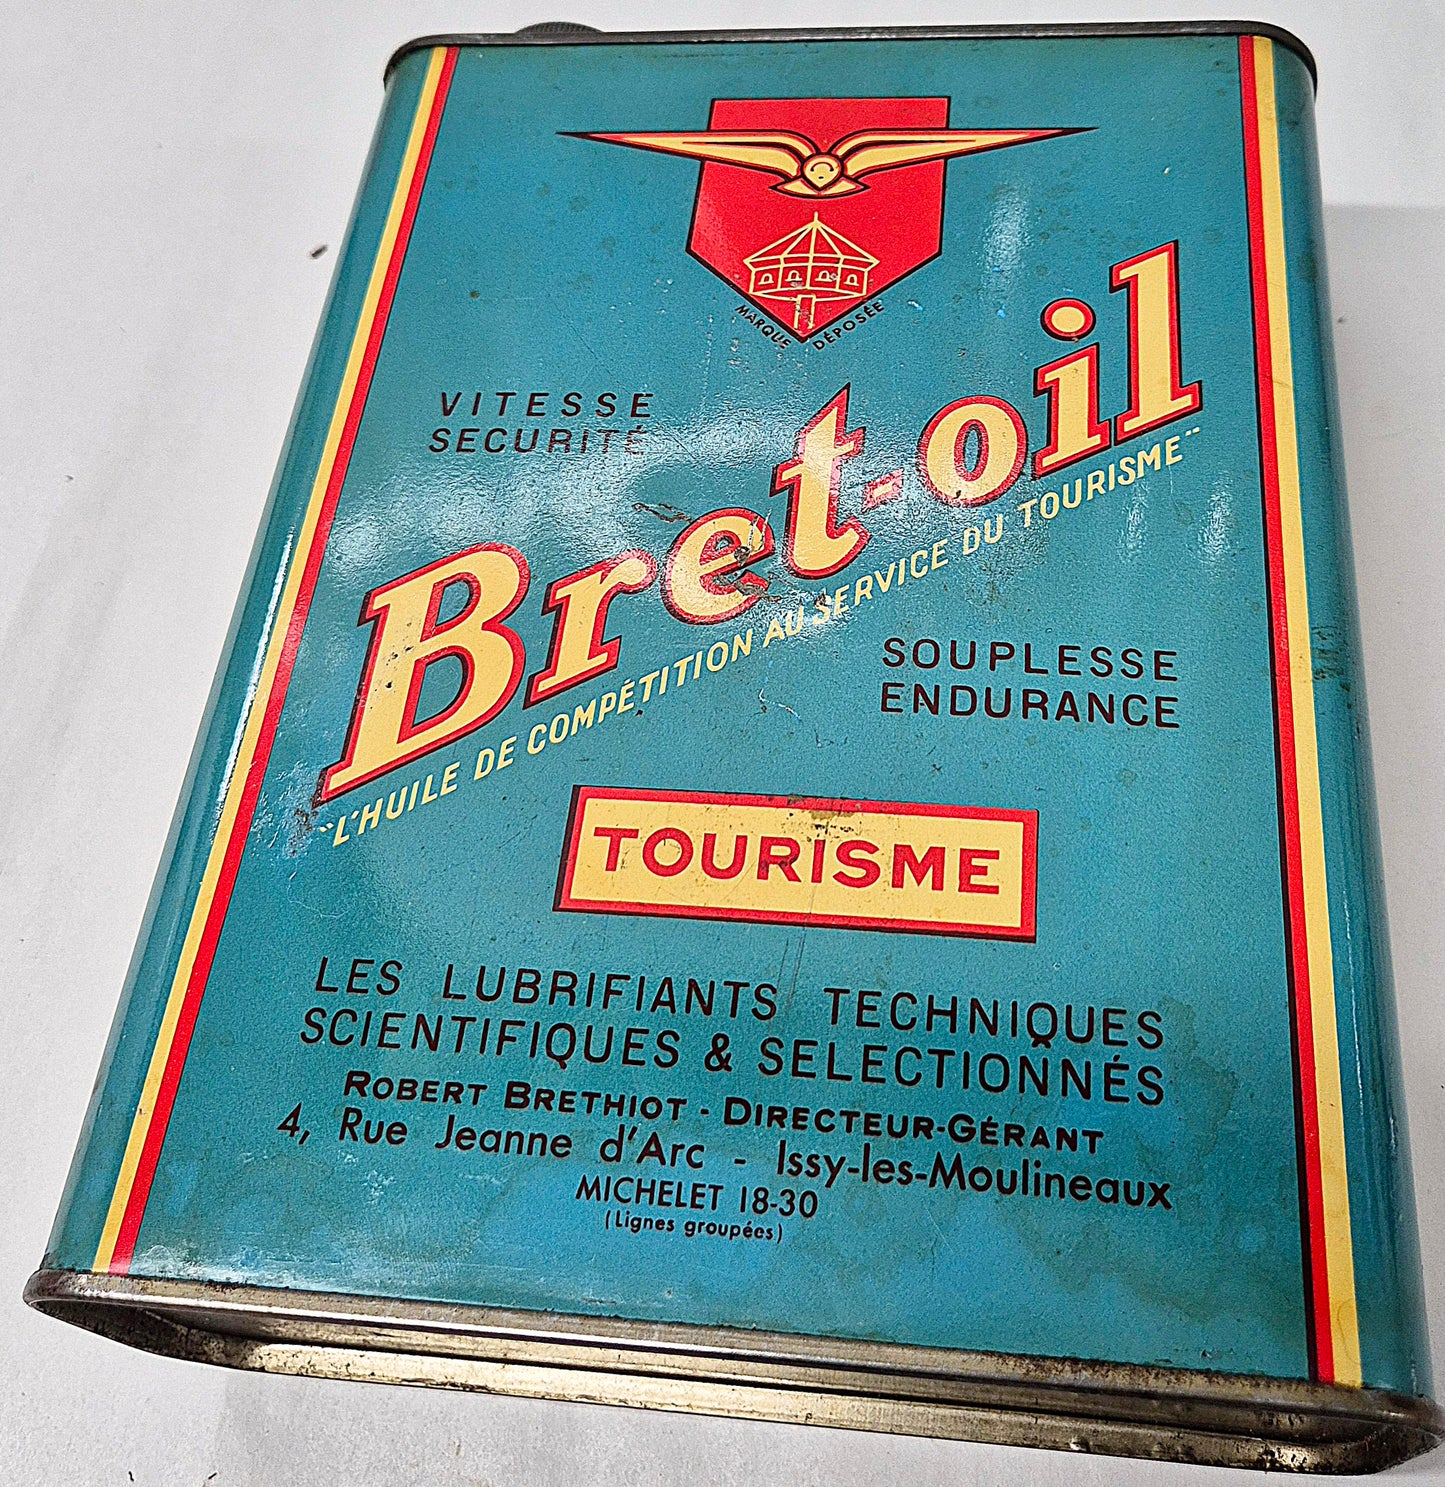 MARQUE DÉPOSÉE
VITESSE
SECURITÉ
Bret-oil
"L'HUILE DE COMPÉTITION AU SERVICE DU TOURISME"
SOUPLESSE
ENDURANCE
TOURISME
LES LUBRIFIANTS TECHNIQUES
SCIENTIFIQUES & SELECTIONNÉS
ROBERT BRETHIOT - DIRECTEUR-GÉRANT
4, Rue Jeanne d'Arc - Issy-les-Moulineaux
MICHELET 18-30
(Lignes groupées)